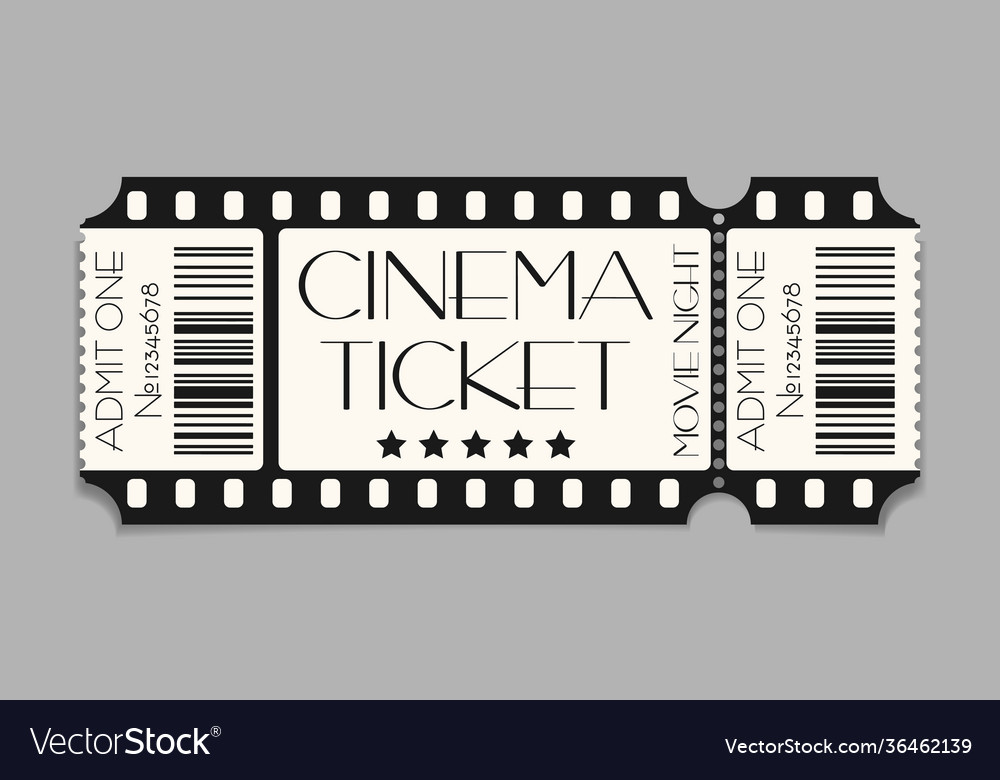 ADMIT ONE
№12345678
CINEMA
TICKET
MOVIE NIGHT
ADMIT ONE
№12345678
VectorStock®
VectorStock.com/36462139